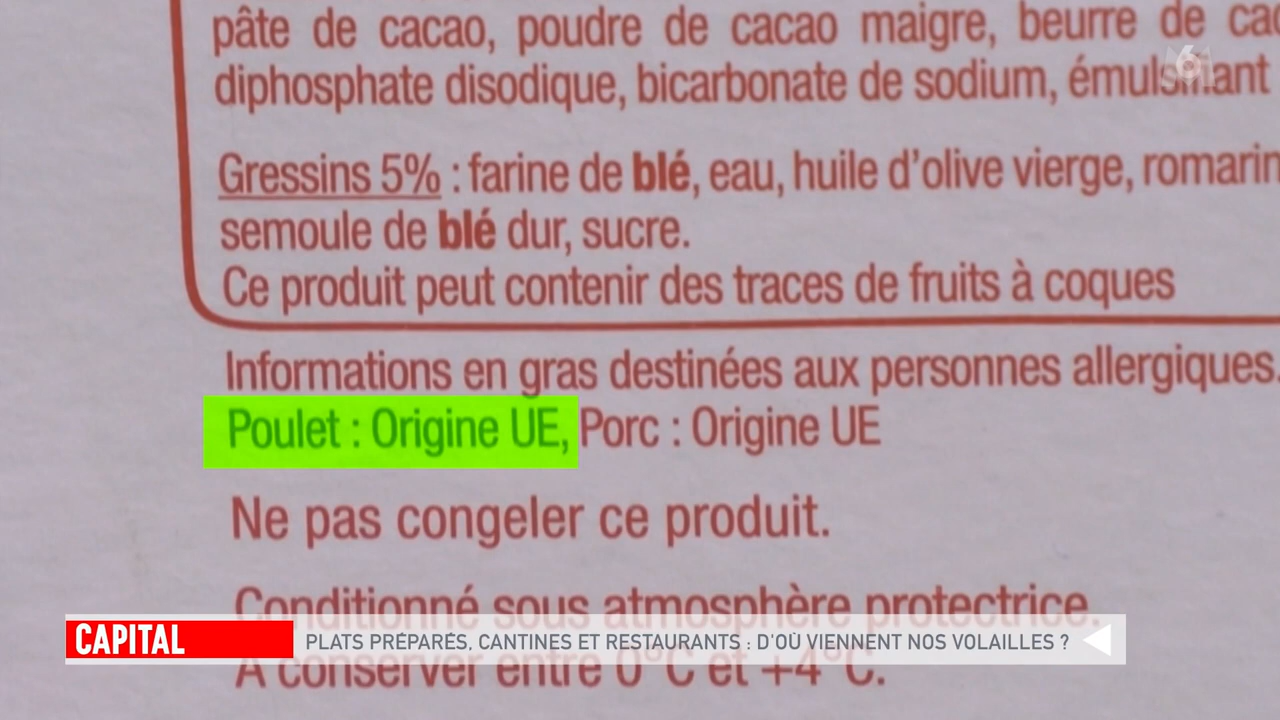 pâte de cacao, poudre de cacao maigre, beurre de
diphosphate disodique, bicarbonate de sodium, émulsifiant
Gressins 5% : farine de blé, eau, huile d'olive vierge, romarin
semoule de blé dur, sucre.
Ce produit peut contenir des traces de fruits à coques
Informations en gras destinées aux personnes allergiques.
Poulet : Origine UE, Porc : Origine UE
Ne pas congeler ce produit.
Conditionné sous atmosphère protectrice.
CAPITAL PLATS PRÉPARÉS, CANTINES ET RESTAURANTS : D'OÙ VIENNENT NOS VOLAILLES ?
A conserver entre 0°C et +4°C.